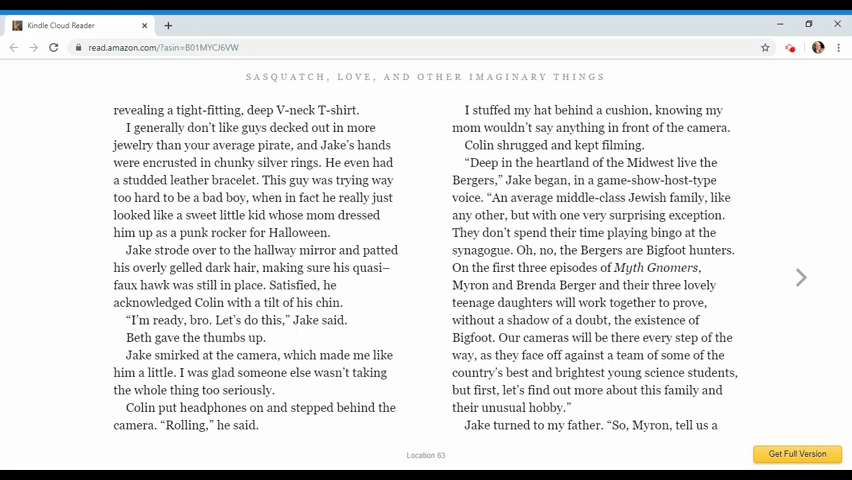 Kindle Cloud Reader
read.amazon.com/?asin=B01MYCJ6VW
SASQUATCH, LOVE, AND OTHER IMAGINARY THINGS
revealing a tight-fitting, deep V-neck T-shirt.
I generally don't like guys decked out in more
jewelry than your average pirate, and Jake's hands
were encrusted in chunky silver rings. He even had
a studded leather bracelet. This guy was trying way
too hard to be a bad boy, when in fact he really just
looked like a sweet little kid whose mom dressed
him up as a punk rocker for Halloween.
Jake strode over to the hallway mirror and patted
his overly gelled dark hair, making sure his quasi–
faux hawk was still in place. Satisfied, he
acknowledged Colin with a tilt of his chin.
“I'm ready, bro. Let's do this,” Jake said.
Beth gave the thumbs up.
Jake smirked at the camera, which made me like
him a little. I was glad someone else wasn't taking
the whole thing too seriously.
Colin put headphones on and stepped behind the
camera. “Rolling,” he said.
I stuffed my hat behind a cushion, knowing my
mom wouldn't say anything in front of the camera.
Colin shrugged and kept filming.
“Deep in the heartland of the Midwest live the
Bergers,” Jake began, in a game-show-host-type
voice. “An average middle-class Jewish family, like
any other, but with one very surprising exception.
They don't spend their time playing bingo at the
synagogue. Oh, no, the Bergers are Bigfoot hunters.
On the first three episodes of Myth Gnomers,
Myron and Brenda Berger and their three lovely
teenage daughters will work together to prove,
without a shadow of a doubt, the existence of
Bigfoot. Our cameras will be there every step of the
way, as they face off against a team of some of the
country's best and brightest young science students,
but first, let's find out more about this family and
their unusual hobby.”
Jake turned to my father. “So, Myron, tell us a
Location 63
Get Full Version